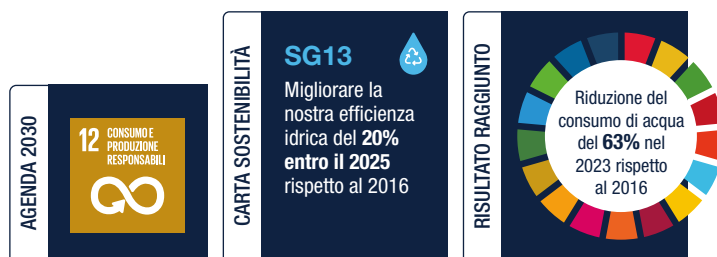 AGENDA 2030
12 CONSUMO E
PRODUZIONE
RESPONSABILI
CARTA SOSTENIBILITÀ
SG13
Migliorare la
nostra efficienza
idrica del 20%
entro il 2025
rispetto al 2016
RISULTATO RAGGIUNTO
Riduzione del
consumo di acqua
del 63% nel
2023 rispetto
al 2016